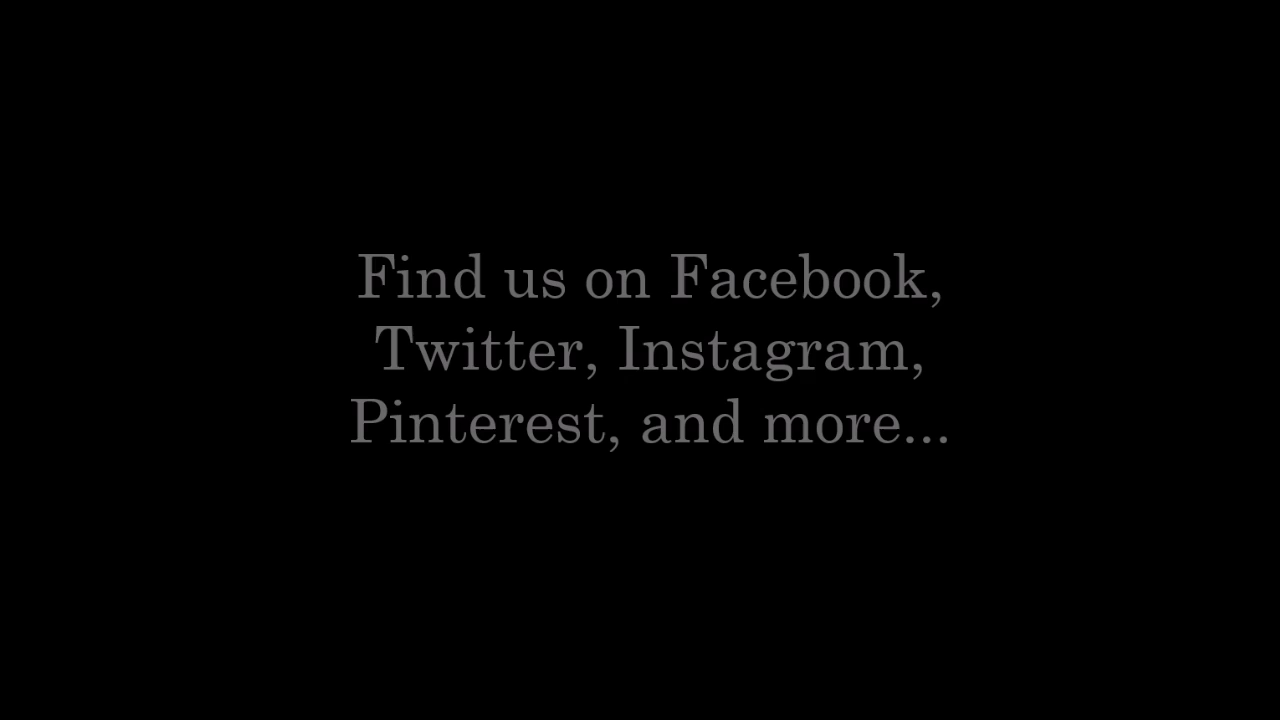 Find us on Facebook,
Twitter, Instagram,
Pinterest, and more...